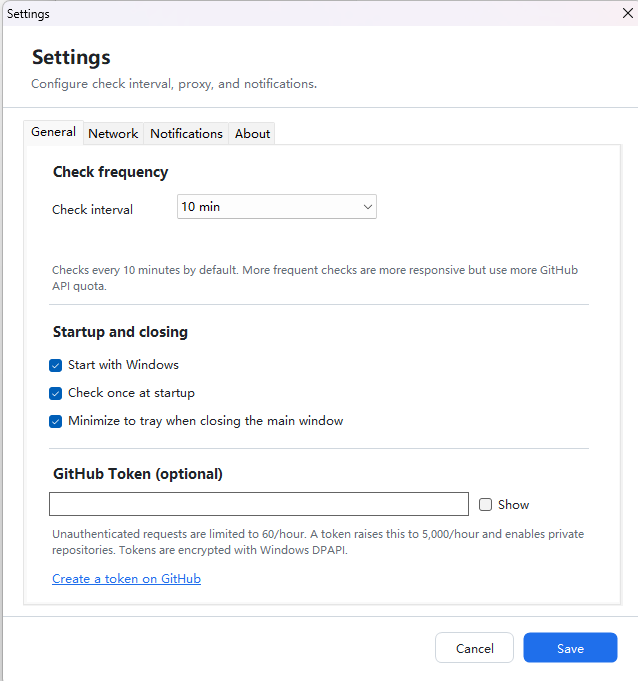 Settings
Settings
Configure check interval, proxy, and notifications.
General Network Notifications About
Check frequency
Check interval 10 min
Checks every 10 minutes by default. More frequent checks are more responsive but use more GitHub
API quota.
Startup and closing
Start with Windows
Check once at startup
Minimize to tray when closing the main window
GitHub Token (optional)
Show
Unauthenticated requests are limited to 60/hour. A token raises this to 5,000/hour and enables private
repositories. Tokens are encrypted with Windows DPAPI.
Create a token on GitHub
Cancel Save